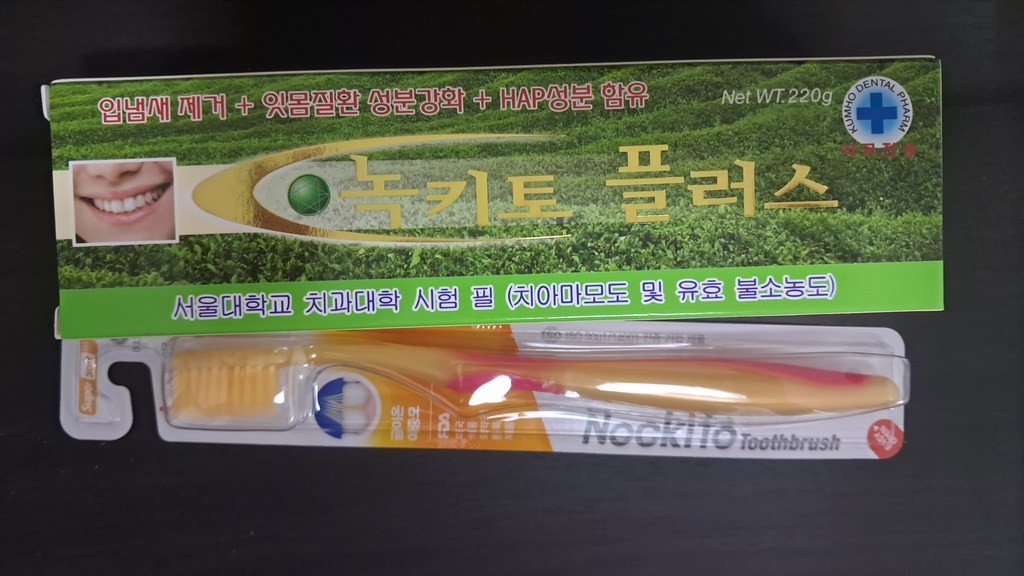 입냄새 제거 + 잇몸질환 성분강화 + HAP성분 함유
Net WT.220g
KUMHO DENTAL PHARM
녹키토 플러스
서울대학교 치과대학 시험 필 (치아마모도 및 유효 불소농도)
Super
FDA
Nockito Toothbrush